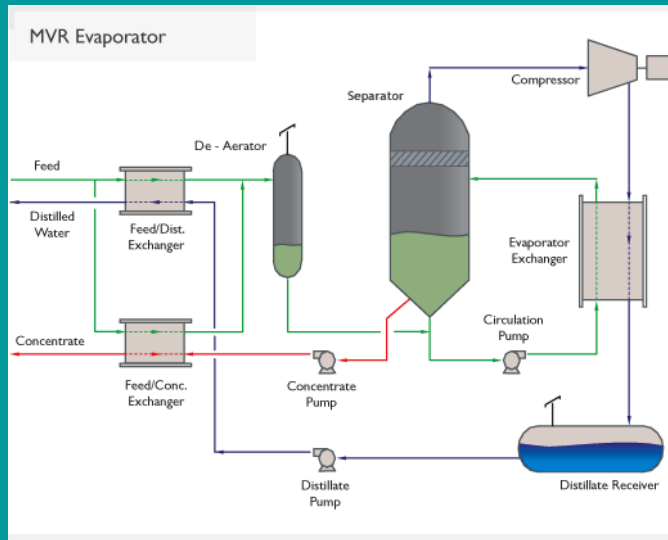 MVR Evaporator
Compressor
Separator
De - Aerator
Feed
Distilled
Water
Feed/Dist.
Exchanger
Evaporator
Exchanger
Concentrate
Circulation
Pump
Feed/Conc.
Exchanger
Concentrate
Pump
Distillate
Pump
Distillate Receiver